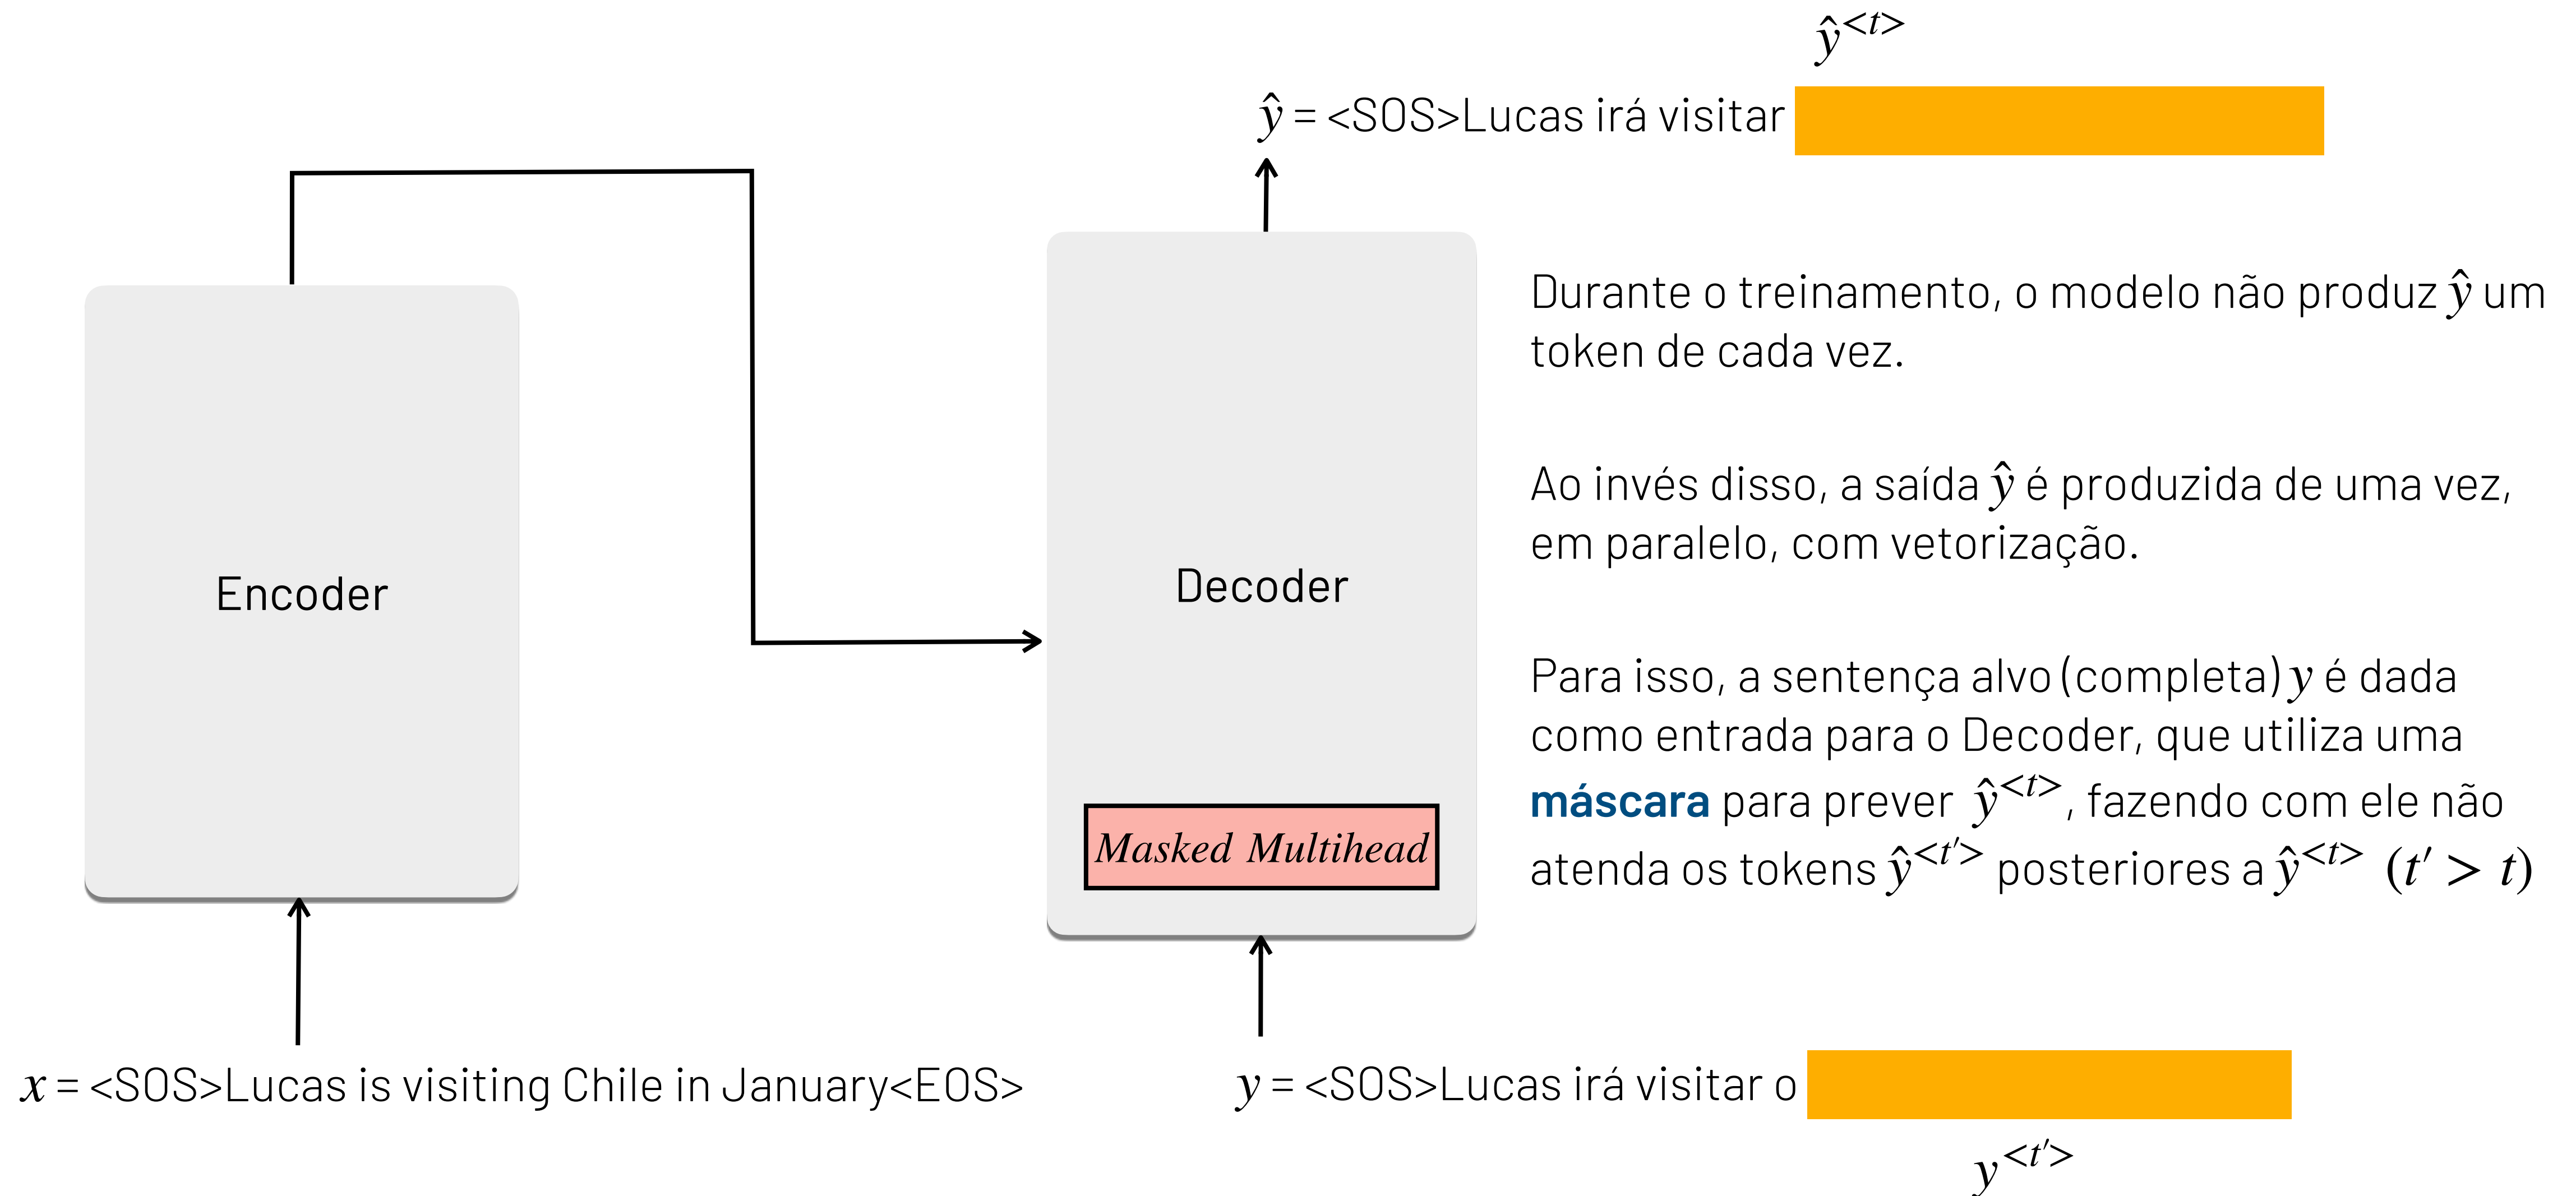 ŷ<t>
ŷ = <SOS>Lucas irá visitar
Durante o treinamento, o modelo não produz ŷ um
token de cada vez.
Ao invés disso, a saída ŷ é produzida de uma vez,
em paralelo, com vetorização.
Para isso, a sentença alvo (completa) y é dada
como entrada para o Decoder, que utiliza uma
máscara para prever ŷ<t>, fazendo com ele não
atenda os tokens ŷ<t′> posteriores a ŷ<t> (t′ > t)
Encoder
Decoder
Masked Multihead
x = <SOS>Lucas is visiting Chile in January<EOS>
y = <SOS>Lucas irá visitar o
y<t′>